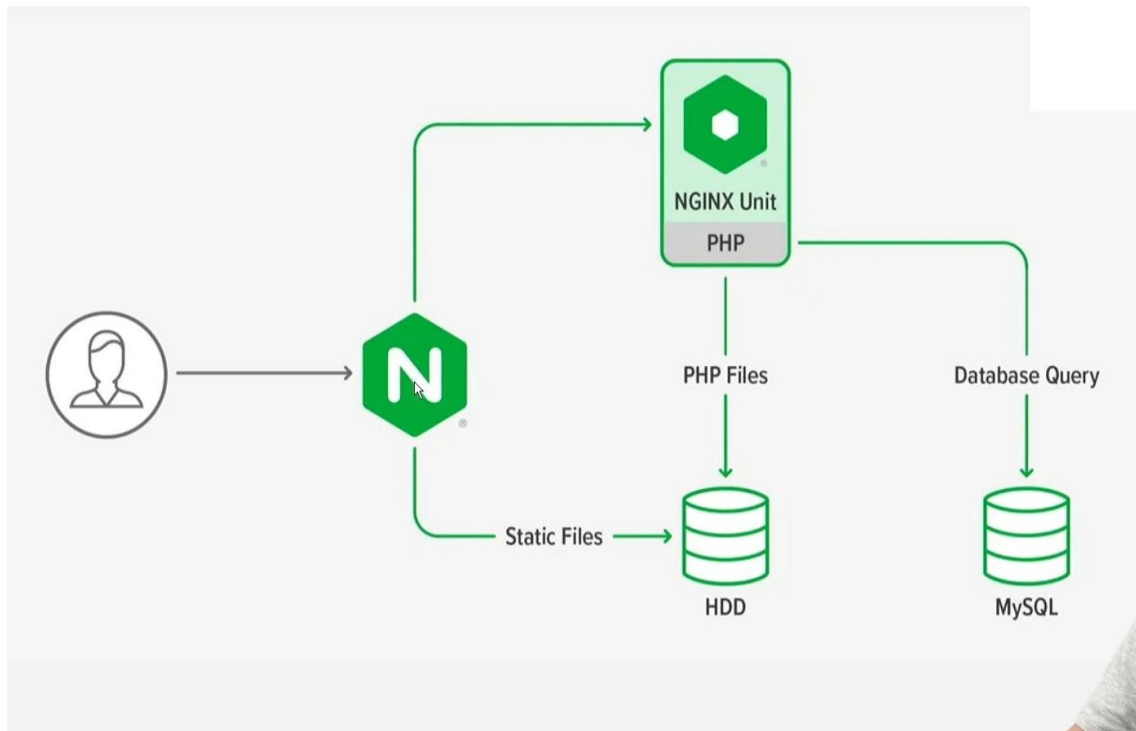 N
®
NGINX Unit
®
PHP
PHP Files
Database Query
Static Files
HDD
MySQL